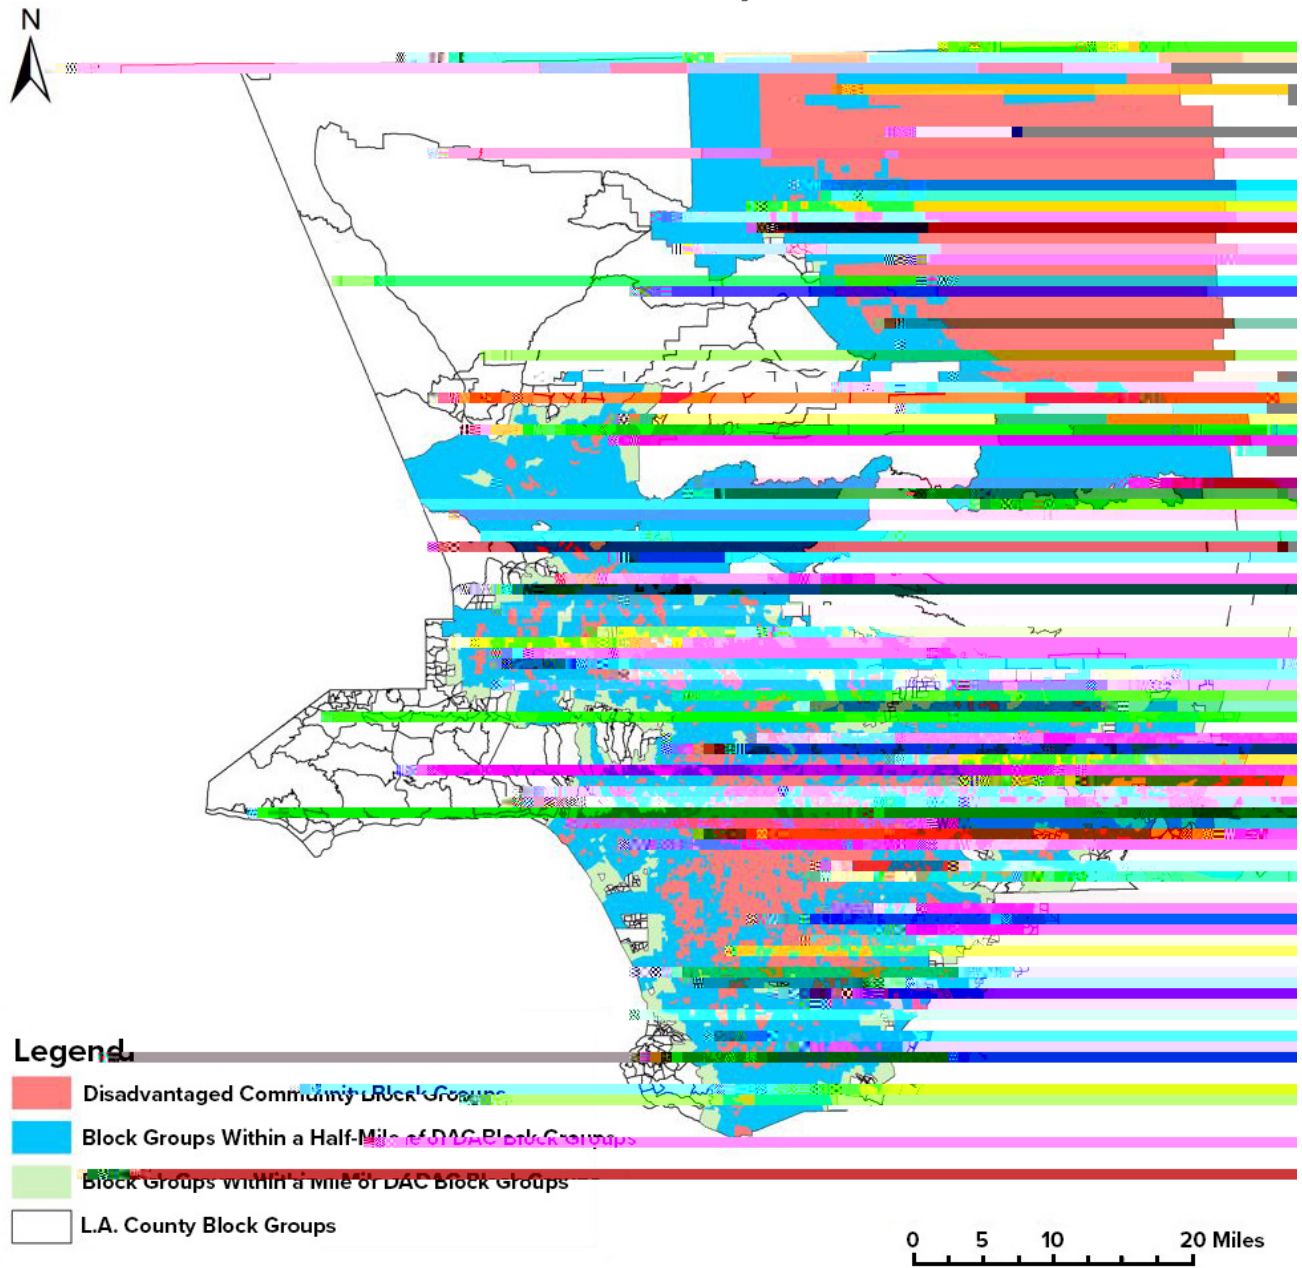 N
Legend
Disadvantaged Community Block Groups
Block Groups Within a Half-Mile of DAC Block Groups
Block Groups Within a Mile of DAC Block Groups
L.A. County Block Groups
0 5 10 20 Miles